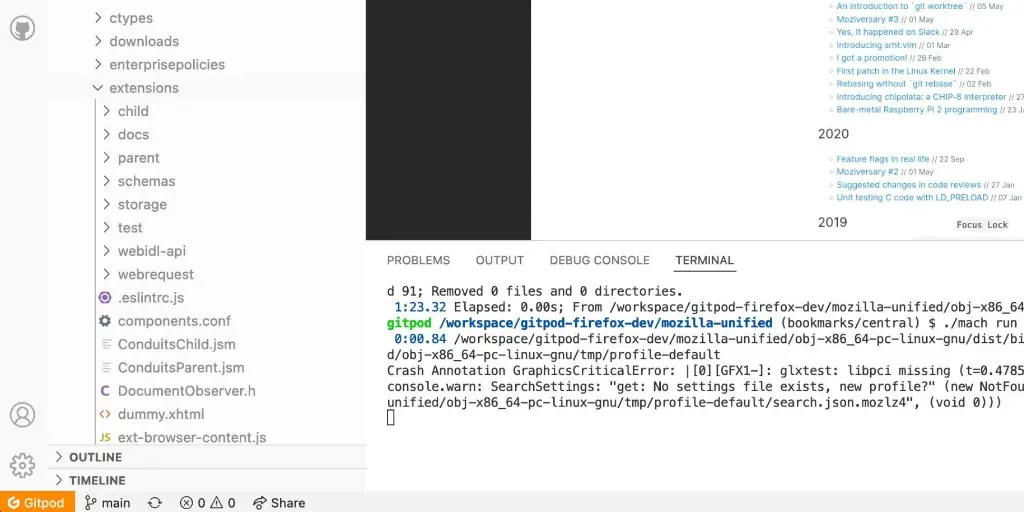 ctypes
downloads
enterprisepolicies
extensions
child
docs
parent
schemas
storage
test
webidl-api
webrequest
.eslintrc.js
components.conf
ConduitsChild.jsm
ConduitsParent.jsm
DocumentObserver.h
dummy.xhtml
JS ext-browser-content.js
OUTLINE
TIMELINE
An introduction to `git worktree` // 05 May
Moziversary #3 // 01 May
Yes, it happened on Slack // 29 Apr
Introducing srht.vim // 01 Mar
I got a promotion! // 26 Feb
First patch in the Linux Kernel // 22 Feb
Rebasing without `git rebase` // 02 Feb
Introducing chipolata: a CHIP-8 interpreter // 27
Bare-metal Raspberry Pi 2 programming // 23 J
2020
Feature flags in real life // 22 Sep
Moziversary #2 // 01 May
Suggested changes in code reviews // 27 Jan
Unit testing C code with LD_PRELOAD // 07 Jan
2019
Focus Lock
PROBLEMS OUTPUT DEBUG CONSOLE TERMINAL
d 91; Removed 0 files and 0 directories.
1:23.32 Elapsed: 0.00s; From /workspace/gitpod-firefox-dev/mozilla-unified/obj-x86_64
gitpod /workspace/gitpod-firefox-dev/mozilla-unified (bookmarks/central) $ ./mach run
0:00.84 /workspace/gitpod-firefox-dev/mozilla-unified/obj-x86_64-pc-linux-gnu/dist/bi
d/obj-x86_64-pc-linux-gnu/tmp/profile-default
Crash Annotation GraphicsCriticalError: |[0][GFX1-]: glxtest: libpci missing (t=0.4785
console.warn: SearchSettings: "get: No settings file exists, new profile?" (new NotFou
unified/obj-x86_64-pc-linux-gnu/tmp/profile-default/search.json.mozlz4", (void 0)))
Gitpod main 0 0 Share